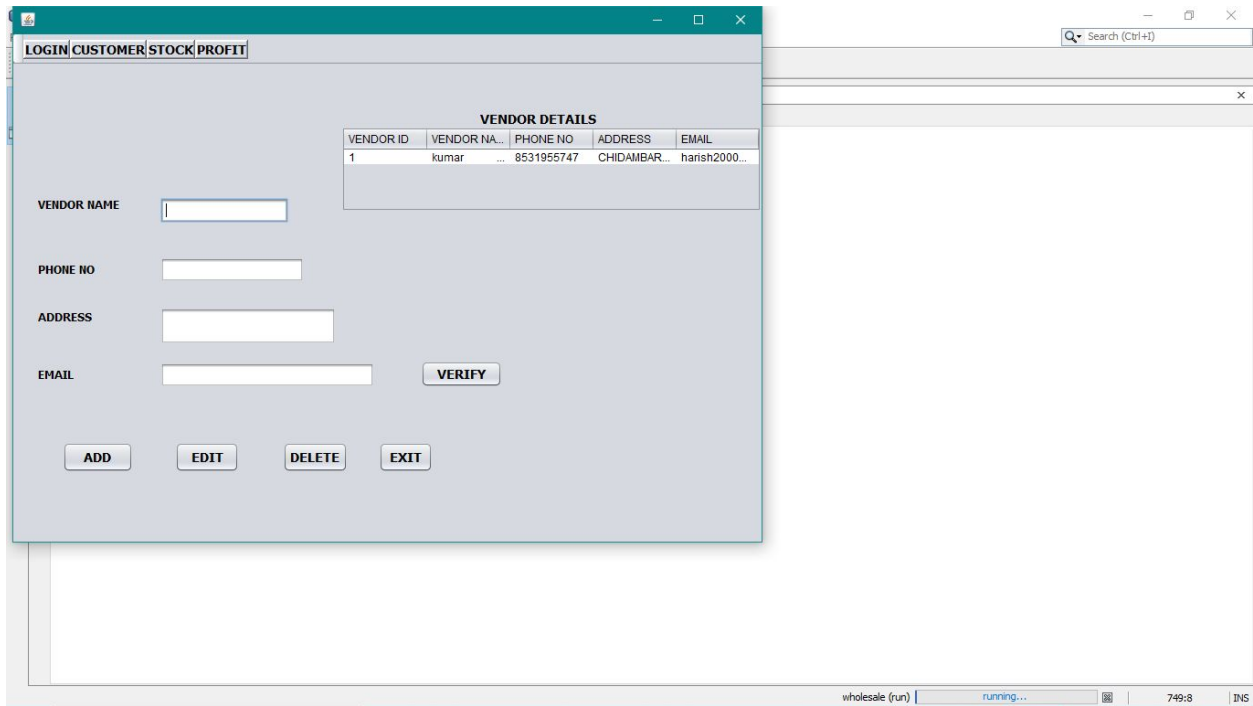 Search (Ctrl+I)
LOGIN CUSTOMER STOCK PROFIT
VENDOR DETAILS
VENDOR ID VENDOR NA... PHONE NO ADDRESS EMAIL
1 kumar ... 8531955747 CHIDAMBAR... harish2000...
VENDOR NAME
PHONE NO
ADDRESS
EMAIL VERIFY
ADD EDIT DELETE EXIT
wholesale (run) running... 749:8 INS